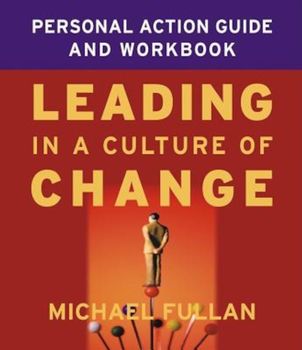 PERSONAL ACTION GUIDE
AND WORKBOOK
LEADING
IN A CULTURE OF
CHANGE
MICHAEL FULLAN